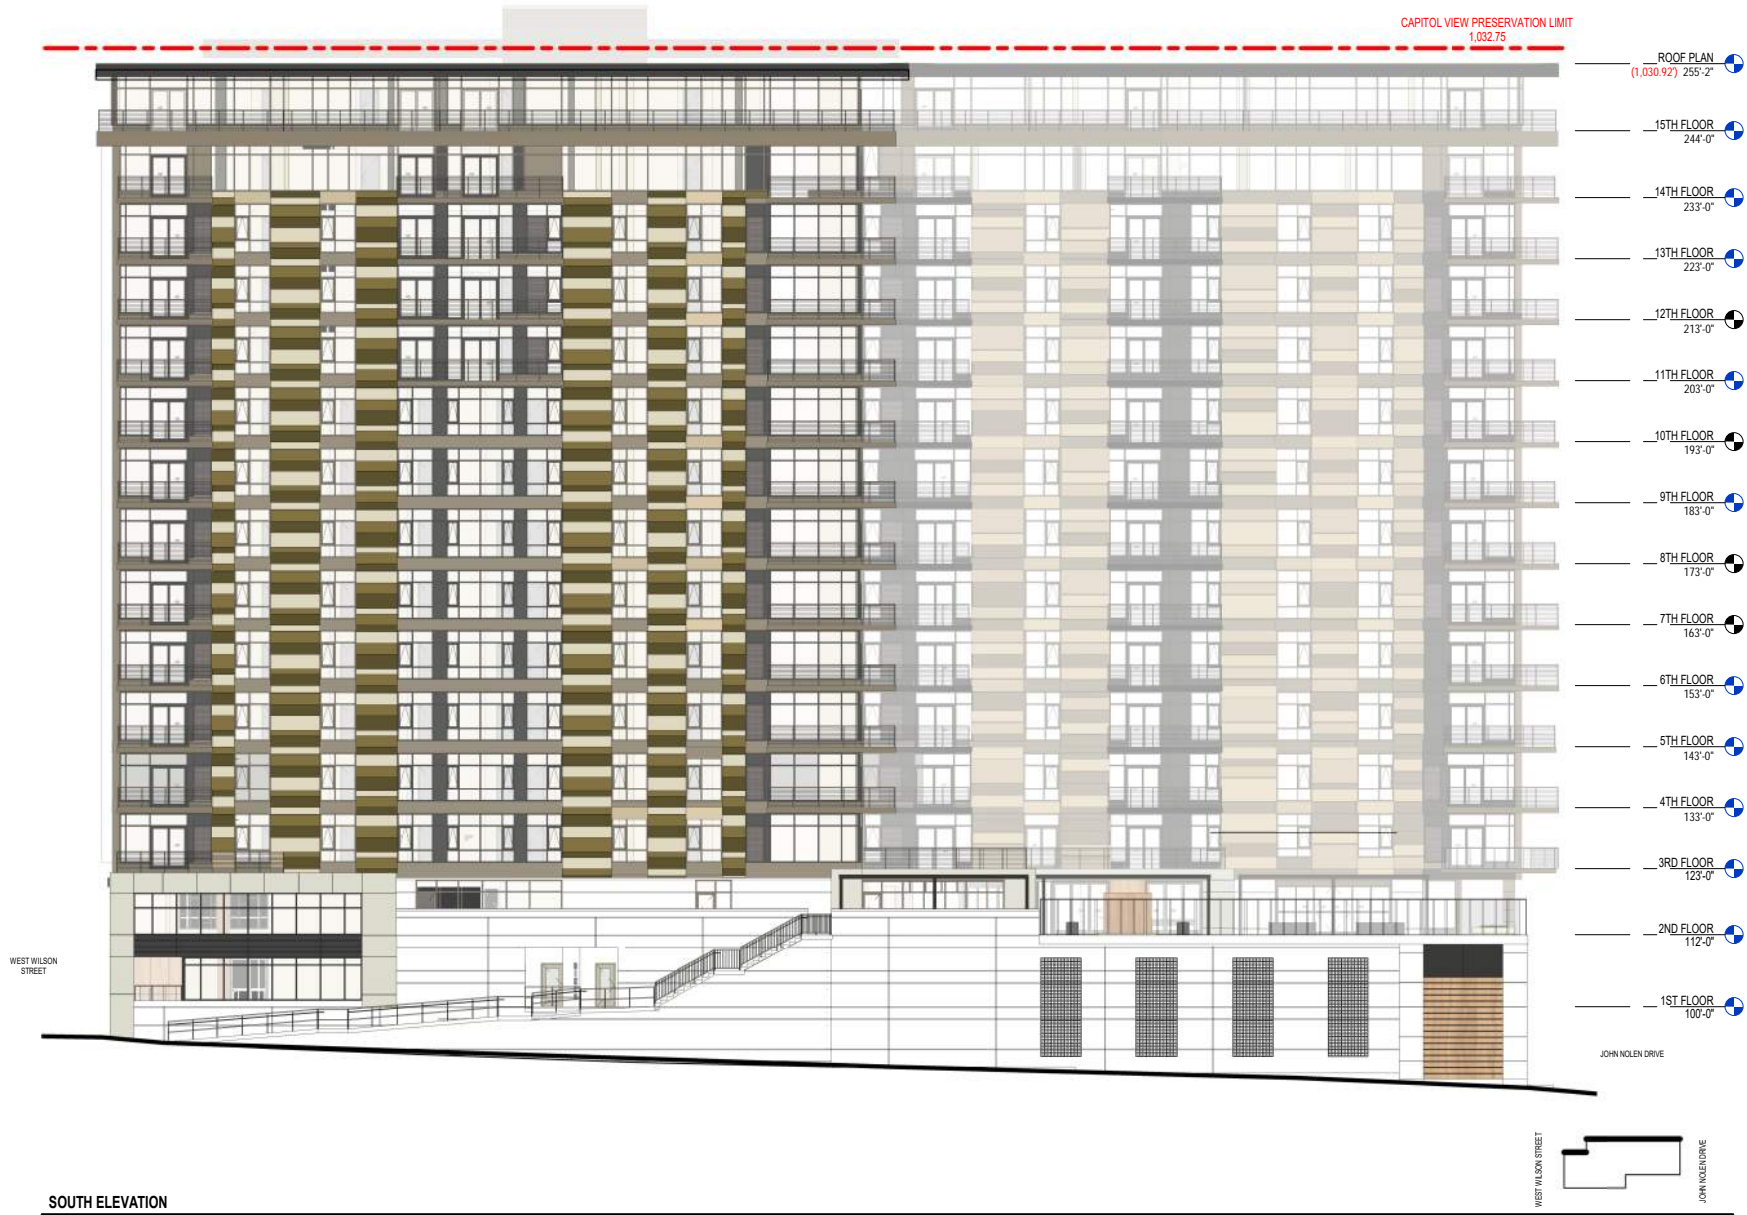 CAPITOL VIEW PRESERVATION LIMIT
1,032.75
ROOF PLAN
(1,030.92') 255'-2"
15TH FLOOR
244'-0"
14TH FLOOR
233'-0"
13TH FLOOR
223'-0"
12TH FLOOR
213'-0"
11TH FLOOR
203'-0"
10TH FLOOR
193'-0"
9TH FLOOR
183'-0"
8TH FLOOR
173'-0"
7TH FLOOR
163'-0"
6TH FLOOR
153'-0"
5TH FLOOR
143'-0"
4TH FLOOR
133'-0"
3RD FLOOR
123'-0"
2ND FLOOR
112'-0"
WEST WILSON
STREET
1ST FLOOR
100'-0"
JOHN NOLEN DRIVE
WEST WILSON STREET
JOHN NOLEN DRIVE
SOUTH ELEVATION